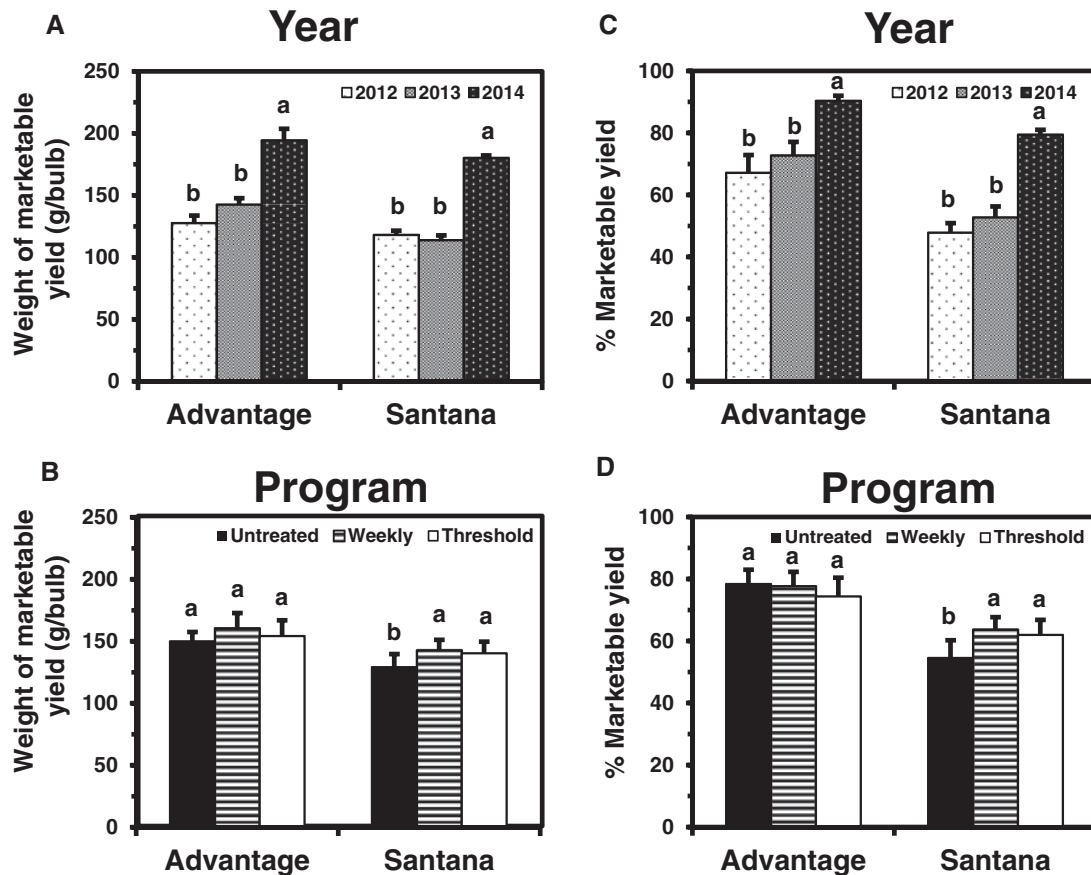 A
Year
Weight of marketable
yield (g/bulb)
250
200
150
100
50
0
2012 2013 2014
b
b
a
b
b
a
Advantage Santana
C
Year
% Marketable yield
100
80
60
40
20
0
2012 2013 2014
b
b
a
b
b
a
Advantage Santana
B
Program
Weight of marketable
yield (g/bulb)
250
200
150
100
50
0
Untreated Weekly Threshold
a
a
a
b
a
a
Advantage Santana
D
Program
% Marketable yield
100
80
60
40
20
0
Untreated Weekly Threshold
a
a
a
b
a
a
Advantage Santana